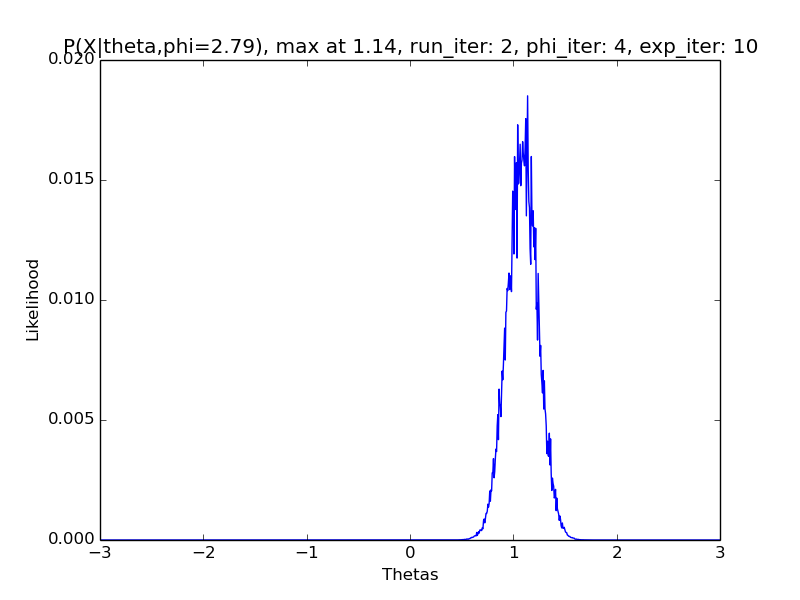 P(X|theta,phi=2.79), max at 1.14, run_iter: 2, phi_iter: 4, exp_iter: 10
0.020
0.015
0.010
0.005
0.000
Likelihood
−3 −2 −1 0 1 2 3
Thetas